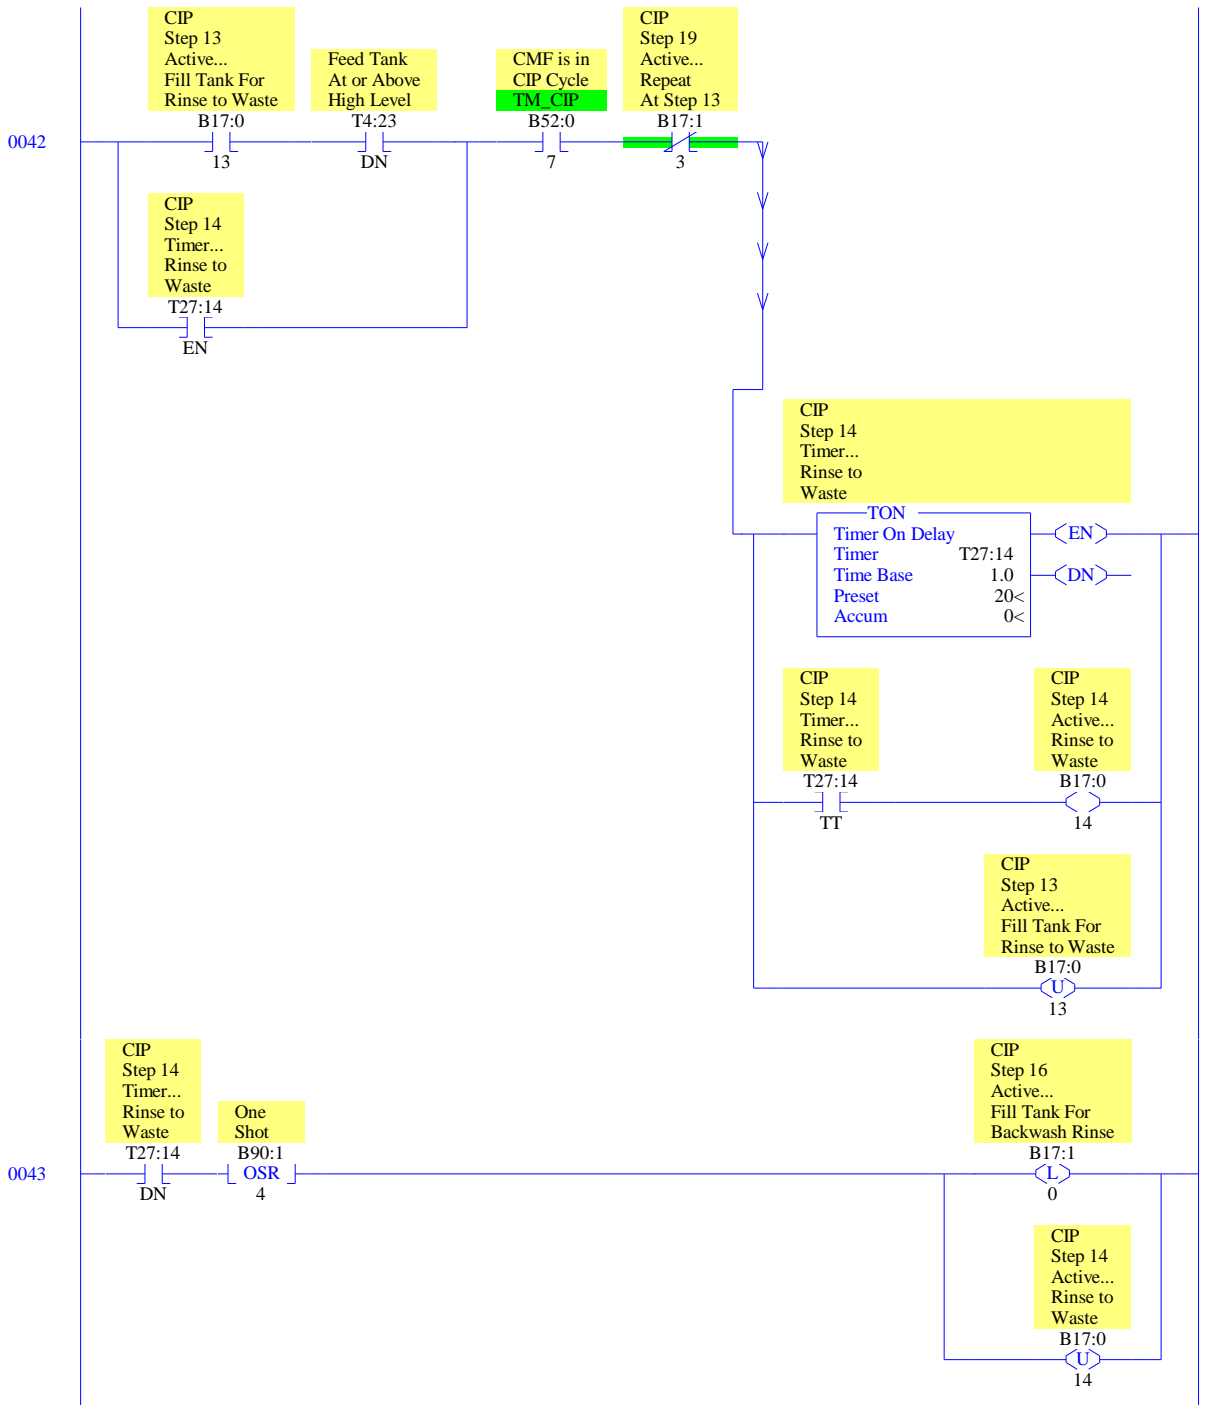 CIP
Step 13
Active...
Fill Tank For
Rinse to Waste
B17:0
13
Feed Tank
At or Above
High Level
T4:23
DN
CMF is in
CIP Cycle
TM_CIP
B52:0
7
CIP
Step 19
Active...
Repeat
At Step 13
B17:1
3
0042
CIP
Step 14
Timer...
Rinse to
Waste
T27:14
EN
CIP
Step 14
Timer...
Rinse to
Waste
TON
Timer On Delay
Timer T27:14
Time Base 1.0
Preset 20<
Accum 0<
EN
DN
CIP
Step 14
Timer...
Rinse to
Waste
T27:14
TT
CIP
Step 14
Active...
Rinse to
Waste
B17:0
14
CIP
Step 13
Active...
Fill Tank For
Rinse to Waste
B17:0
U
13
0043
CIP
Step 14
Timer...
Rinse to
Waste
T27:14
DN
One
Shot
B90:1
OSR
4
CIP
Step 16
Active...
Fill Tank For
Backwash Rinse
B17:1
L
0
CIP
Step 14
Active...
Rinse to
Waste
B17:0
U
14